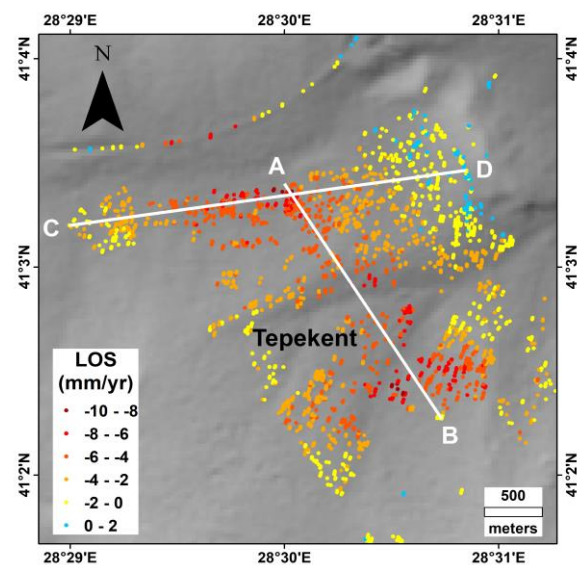 28°29'E 28°30'E 28°31'E
41°4'N 41°4'N
N
A
D
C
41°3'N 41°3'N
Tepekent
LOS
(mm/yr)
-10 - -8
-8 - -6
-6 - -4
-4 - -2
-2 - 0
0 - 2
B
41°2'N 41°2'N
500
meters
28°29'E 28°30'E 28°31'E